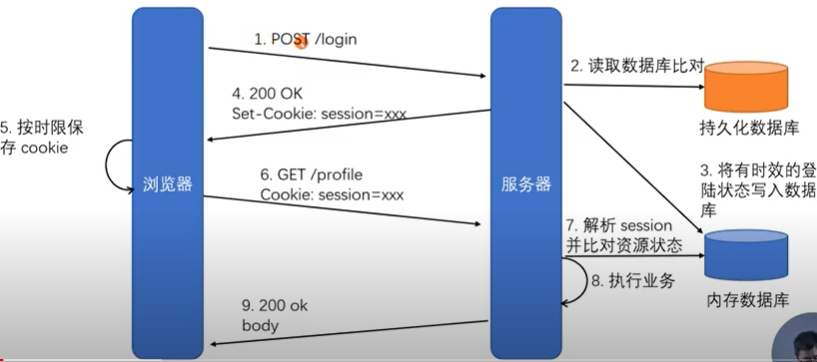 1. POST /login
2. 读取数据库比对
持久化数据库
3. 将有时效的登
陆状态写入数据
库
4. 200 OK
Set-Cookie: session=xxx
5. 按时限保
存 cookie
浏览器
服务器
6. GET /profile
Cookie: session=xxx
7. 解析 session
并比对资源状态
8. 执行业务
内存数据库
9. 200 ok
body